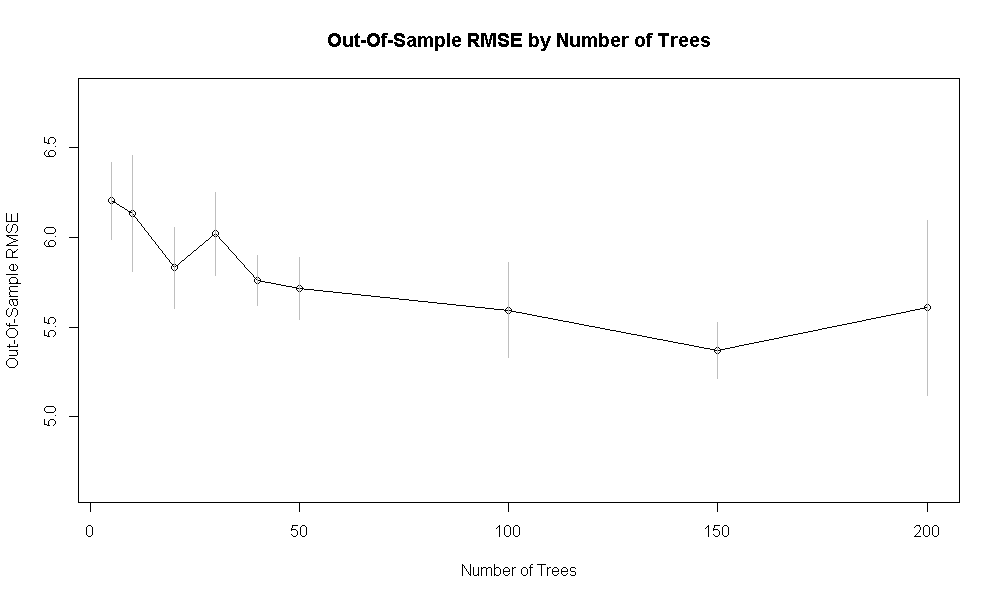 Out-Of-Sample RMSE by Number of Trees
Out-Of-Sample RMSE
6.5
6.0
5.5
5.0
0 50 100 150 200
Number of Trees